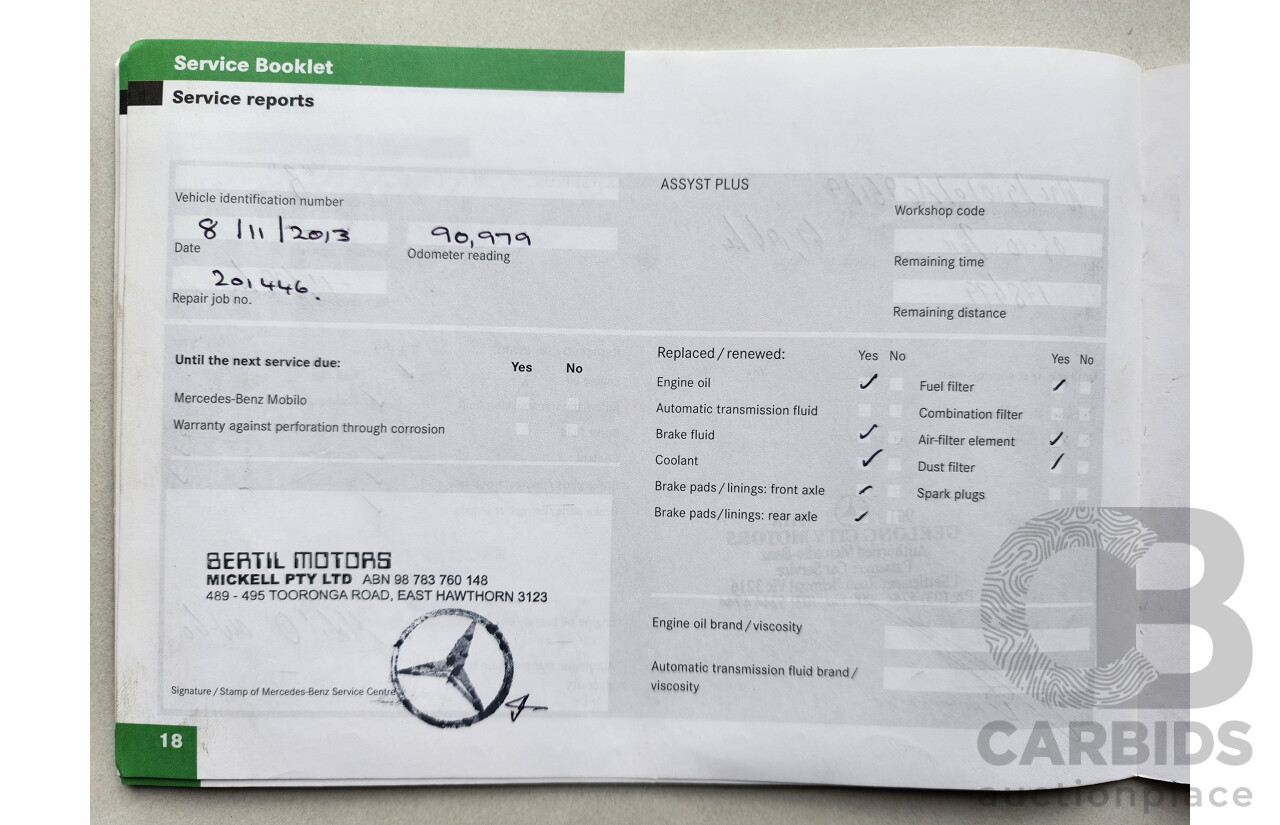 Service Booklet
Service reports
Vehicle identification number
8/11/2013
Date
90,979
Odometer reading
201446.
Repair job no.
ASSYST PLUS
Workshop code
Remaining time
Remaining distance
Until the next service due:
Yes No
Mercedes-Benz Mobilo
Warranty against perforation through corrosion
Replaced / renewed: Yes No
Engine oil
Automatic transmission fluid
Brake fluid
Coolant
Brake pads / linings: front axle
Brake pads / linings: rear axle
Yes No
Fuel filter
Combination filter
Air-filter element
Dust filter
Spark plugs
BERTIL MOTORS
MICKELL PTY LTD ABN 98 783 760 148
489 - 495 TOORONGA ROAD, EAST HAWTHORN 3123
Signature / Stamp of Mercedes-Benz Service Centre
Engine oil brand / viscosity
Automatic transmission fluid brand /
viscosity
18
CB
CARBIDS
auctionplace